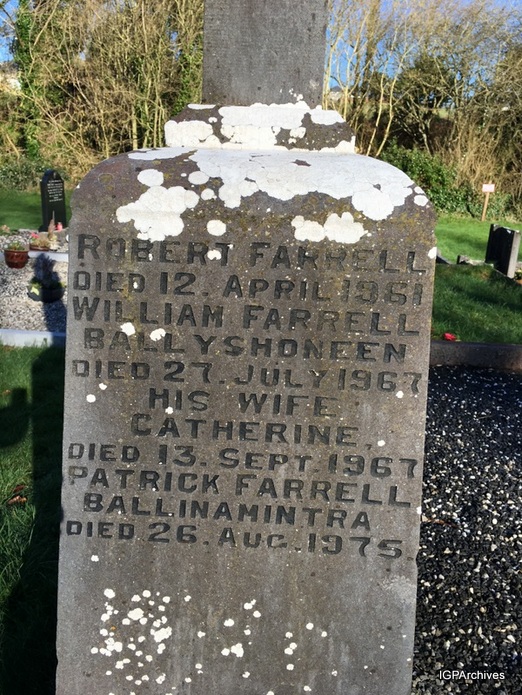 ROBERT FARRELL
DIED 12. APRIL 1961
WILLIAM FARRELL
BALLYSHONEEN
DIED 27. JULY 1967
HIS WIFE
CATHERINE,
DIED 13. SEPT. 1967
PATRICK FARRELL
BALLINAMINTRA
DIED 26. AUG. 1975.
IGPArchives